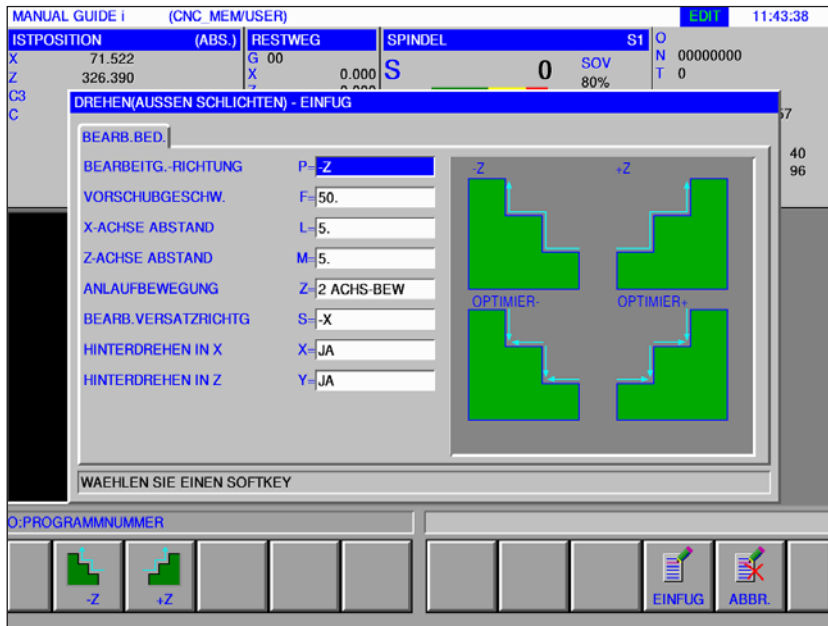 MANUAL GUIDE i (CNC_MEM/USER) EDIT 11:43:38
ISTPOSITION (ABS.) RESTWEG SPINDEL S1 O
X 71.522 G 00 N 00000000
Z 326.390 X 0.000 S 0 SOV T 0
C3 80%
C
DREHEN(AUSSEN SCHLICHTEN) - EINFUG
BEARB.BED.
40
96
BEARBEITG.-RICHTUNG P=-Z
VORSCHUBGESCHW. F=50.
X-ACHSE ABSTAND L=5.
Z-ACHSE ABSTAND M=5.
ANLAUFBEWEGUNG Z=2 ACHS-BEW
BEARB.VERSATZRICHTG S=-X
HINTERDREHEN IN X X=JA
HINTERDREHEN IN Z Y=JA
-Z +Z
OPTIMIER- OPTIMIER+
WAEHLEN SIE EINEN SOFTKEY
O:PROGRAMMNUMMER
-Z +Z EINFUG ABBR.